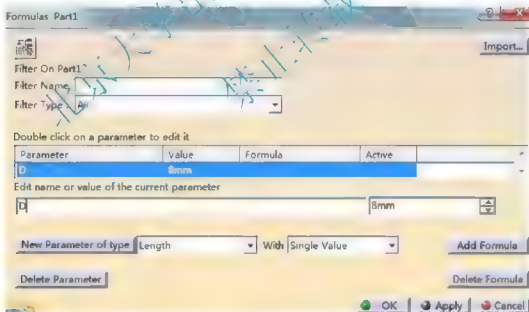 Formulas Part1
Import...
Filter On Part1
Filter Name
Filter Type : All
Double click on a parameter to edit it
Parameter Value Formula Active
D 8mm
Edit name or value of the current parameter
D 8mm
New Parameter of type Length With Single Value Add Formula
Delete Parameter Delete Formula
OK Apply Cancel